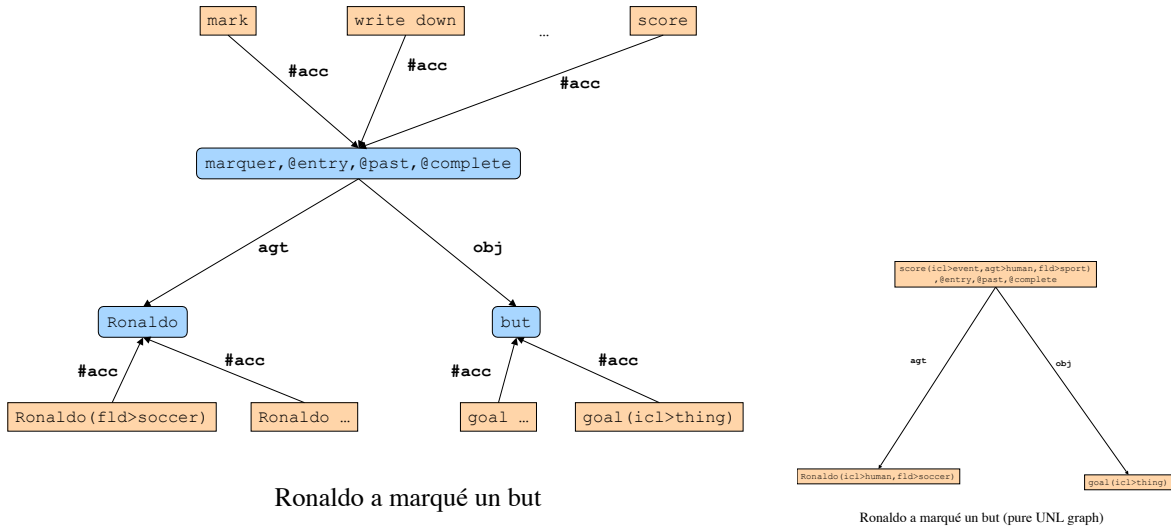 mark
write down
…
score
#acc
#acc
#acc
marquer,@entry,@past,@complete
agt
obj
Ronaldo
but
#acc
#acc
#acc
#acc
Ronaldo(fld>soccer)
Ronaldo …
goal …
goal(icl>thing)
Ronaldo a marqué un but
score(icl>event,agt>human,fld>sport)
,@entry,@past,@complete
agt
obj
Ronaldo(icl>human,fld>soccer)
goal(icl>thing)
Ronaldo a marqué un but (pure UNL graph)